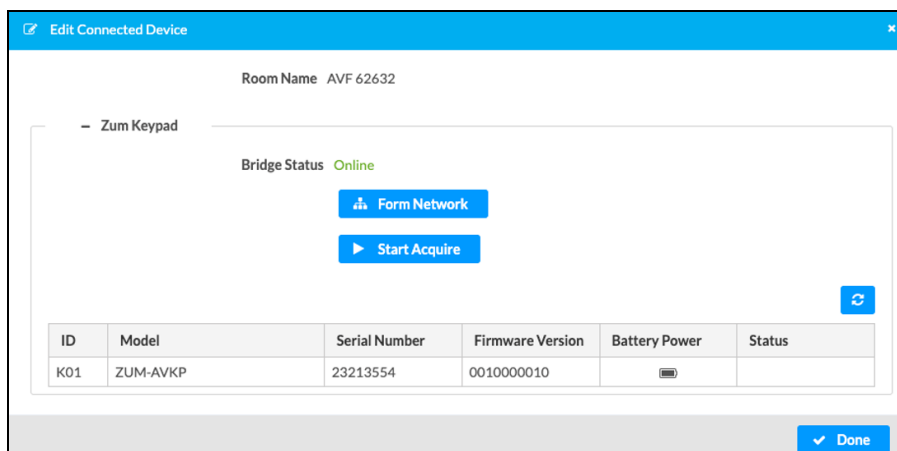 Edit Connected Device ×
Room Name AVF 62632
– Zum Keypad
Bridge Status Online
Form Network
Start Acquire
ID Model Serial Number Firmware Version Battery Power Status
K01 ZUM-AVKP 23213554 0010000010
Done